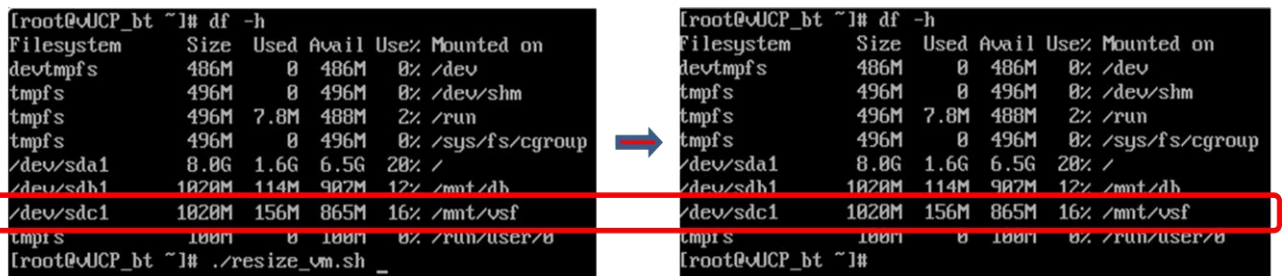 [root@vUCP_bt ~]# df -h
Filesystem Size Used Avail Use% Mounted on
devtmpfs 486M 0 486M 0% /dev
tmpfs 496M 0 496M 0% /dev/shm
tmpfs 496M 7.8M 488M 2% /run
tmpfs 496M 0 496M 0% /sys/fs/cgroup
/dev/sda1 8.0G 1.6G 6.5G 20% /
/dev/sdb1 1020M 114M 907M 12% /mnt/db
/dev/sdc1 1020M 156M 865M 16% /mnt/vsf
tmpfs 100M 0 100M 0% /run/user/0
[root@vUCP_bt ~]# ./resize_vm.sh _
[root@vUCP_bt ~]# df -h
Filesystem Size Used Avail Use% Mounted on
devtmpfs 486M 0 486M 0% /dev
tmpfs 496M 0 496M 0% /dev/shm
tmpfs 496M 7.8M 488M 2% /run
tmpfs 496M 0 496M 0% /sys/fs/cgroup
/dev/sda1 8.0G 1.6G 6.5G 20% /
/dev/sdb1 1020M 114M 907M 12% /mnt/db
/dev/sdc1 1020M 156M 865M 16% /mnt/vsf
tmpfs 100M 0 100M 0% /run/user/0
[root@vUCP_bt ~]#